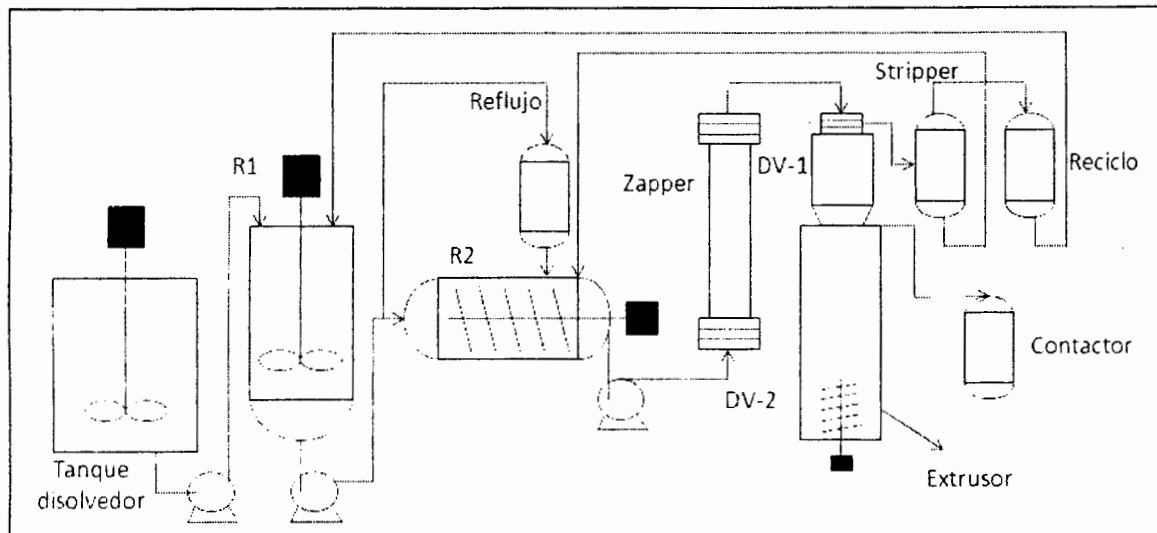 Stripper
Reflujo
R1
DV-1
Reciclo
Zapper
R2
Contactor
DV-2
Tanque
disolvedor
Extrusor